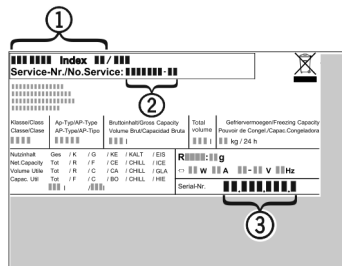 1
Index /
Service-Nr./No.Service: -
2
Klasse/Class Ap-Typ/AP-Type Bruttoinhalt/Gross Capacity Total Gefriervermoegen/Freezing Capacity
Classe/Clase AP-Type/AP-Tipo Volume Brut/Capacidad Bruta volume Pouvoir de Congel./Capac.Congeladora
l l kg / 24 h
Nutzinhalt Ges / K / G / KE / KALT / EIS
Net.Capacity Tot / R / F / CE / CHILL / ICE
Volume Utile Tot / R / C / CA / CHILL / GLA
Capac. Util Tot / F / C / BO / CHILL / HIE
l / l
R : g
W A - V Hz
Serial-Nr. . . .
3